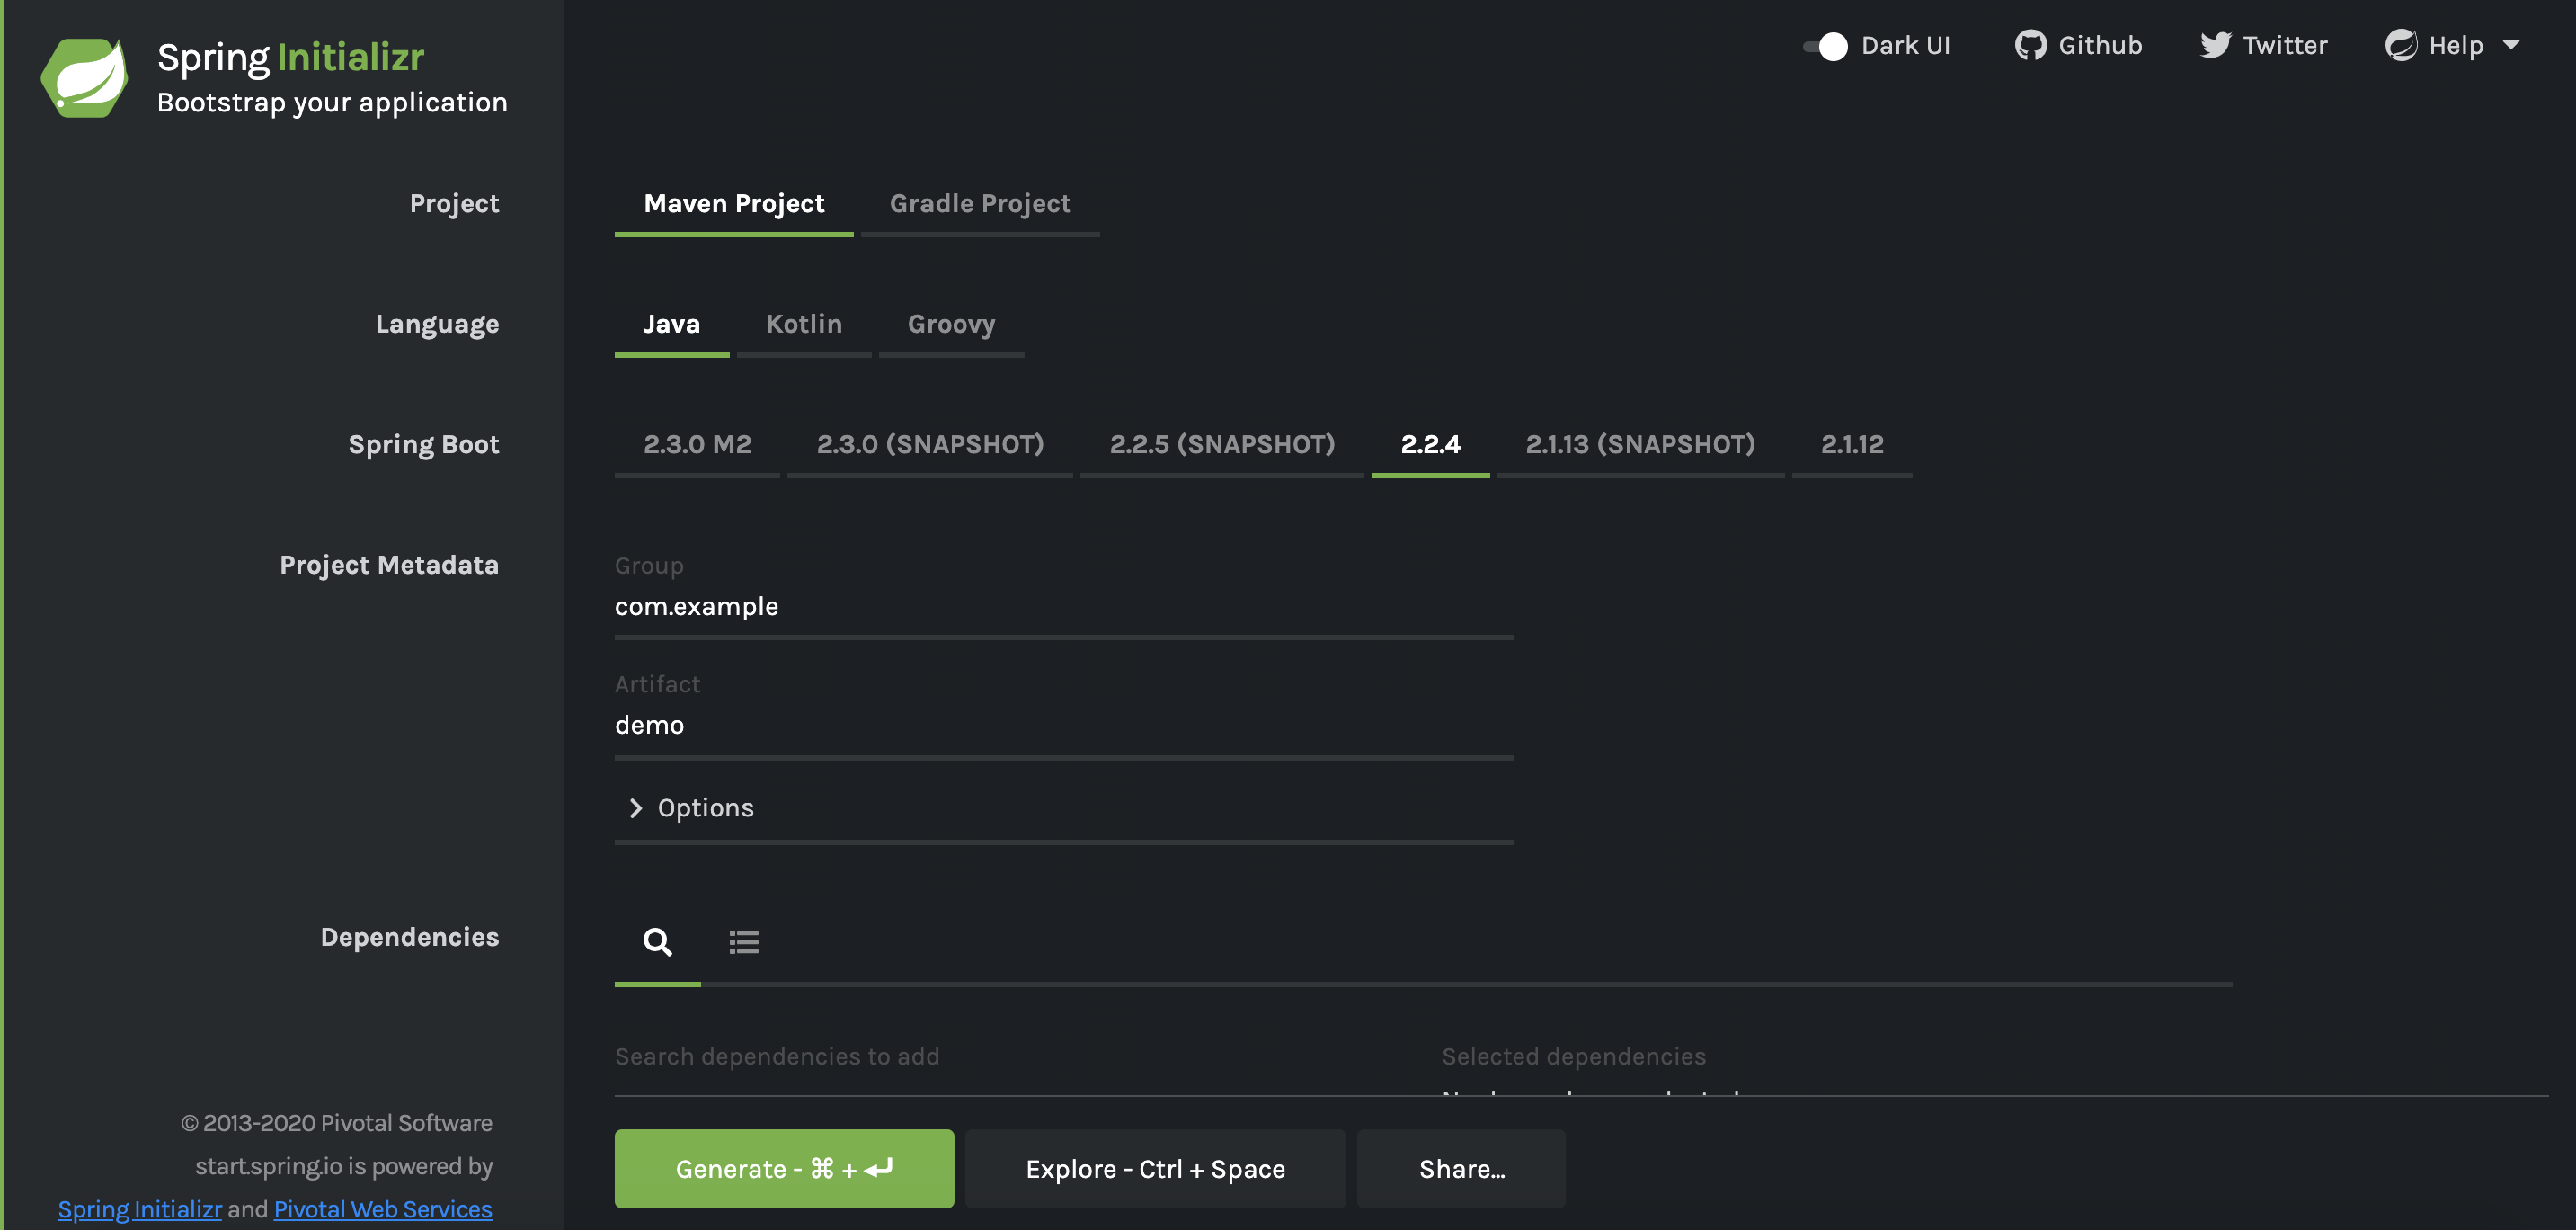 Spring Initializr
Bootstrap your application
Dark UI
Github
Twitter
Help
Project
Maven Project
Gradle Project
Language
Java
Kotlin
Groovy
Spring Boot
2.3.0 M2
2.3.0 (SNAPSHOT)
2.2.5 (SNAPSHOT)
2.2.4
2.1.13 (SNAPSHOT)
2.1.12
Project Metadata
Group
com.example
Artifact
demo
Options
Dependencies
Search dependencies to add
Selected dependencies
© 2013-2020 Pivotal Software
start.spring.io is powered by
Spring Initializr and Pivotal Web Services
Generate - ⌘ + ↵
Explore - Ctrl + Space
Share...